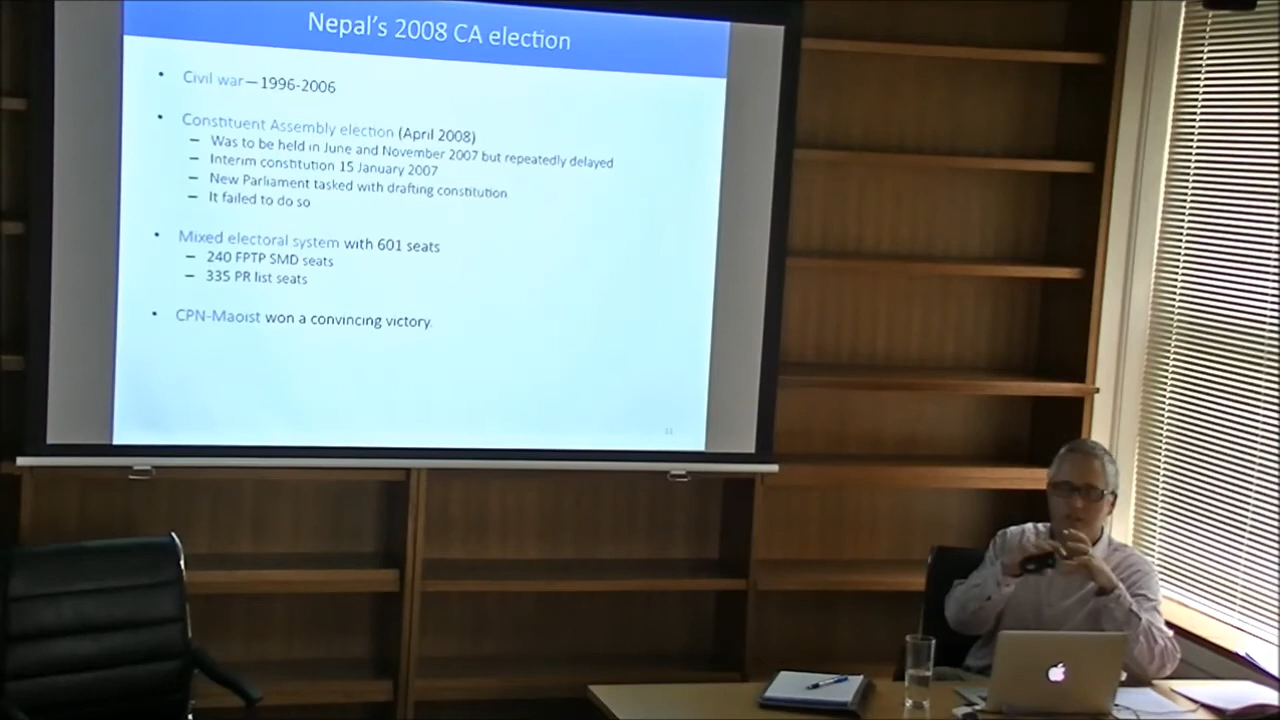 Nepal's 2008 CA election
• Civil war—1996-2006
• Constituent Assembly election (April 2008)
– Was to be held in June and November 2007 but repeatedly delayed
– Interim constitution 15 January 2007
– New Parliament tasked with drafting constitution
– It failed to do so
• Mixed electoral system with 601 seats
– 240 FPTP SMD seats
– 335 PR list seats
• CPN-Maoist won a convincing victory.